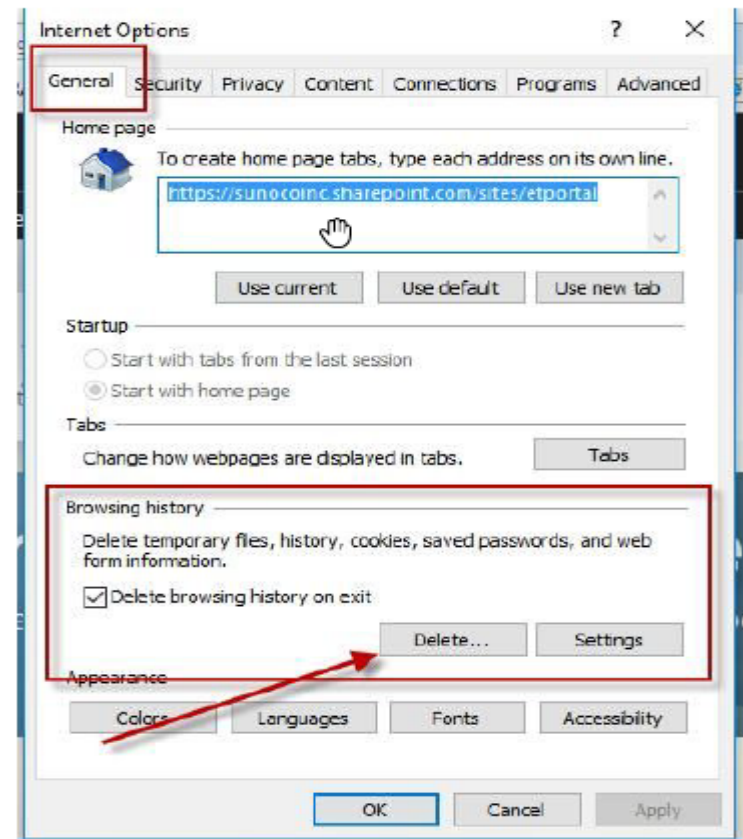 Internet Options
General Security Privacy Content Connections Programs Advanced
Home page
To create home page tabs, type each address on its own line.
https://sunocoinc.sharepoint.com/sites/etportal
Use current Use default Use new tab
Startup
Start with tabs from the last session
Start with home page
Tabs
Change how webpages are displayed in tabs. Tabs
Browsing history
Delete temporary files, history, cookies, saved passwords, and web
form information.
Delete browsing history on exit
Delete... Settings
Appearance
Colors Languages Fonts Accessibility
OK Cancel Apply